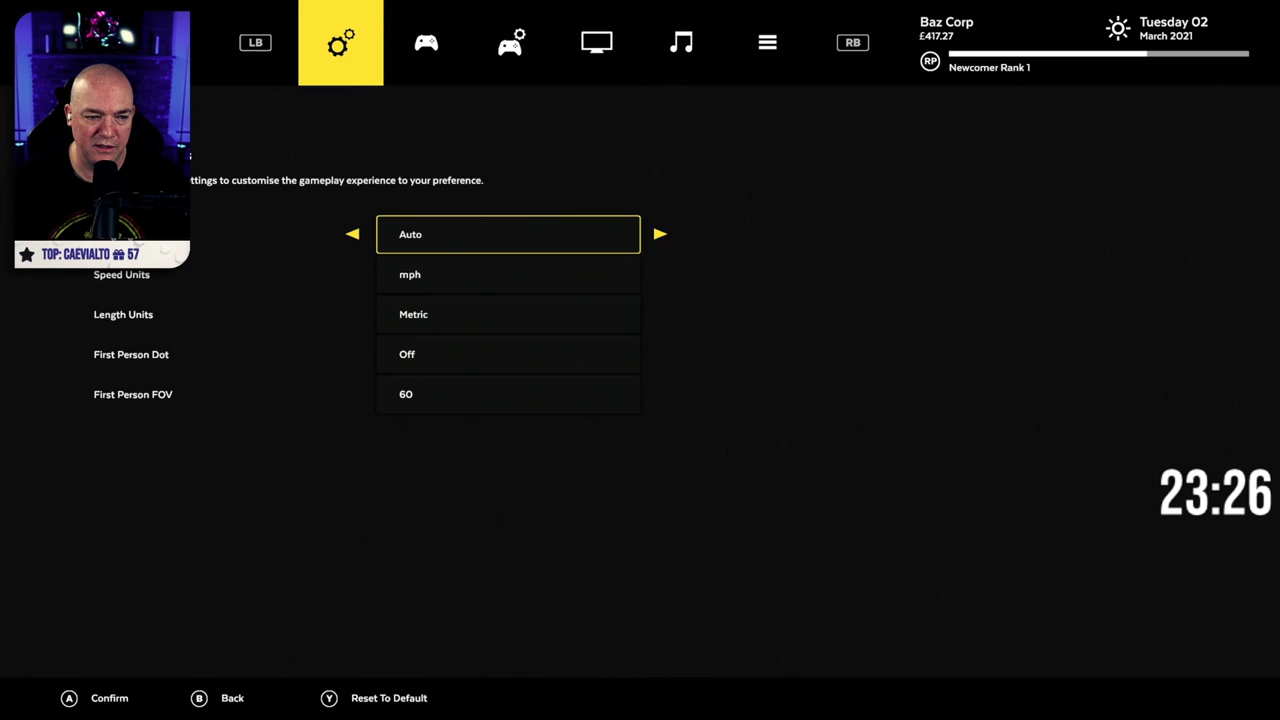 LB
RB
Baz Corp
£417.27
RP
Newcomer Rank 1
Tuesday 02
March 2021
ttings to customise the gameplay experience to your preference.
Auto
TOP: CAEVIALTO 57
Speed Units
mph
Length Units
Metric
First Person Dot
Off
First Person FOV
60
23:26
A Confirm
B Back
Y Reset To Default